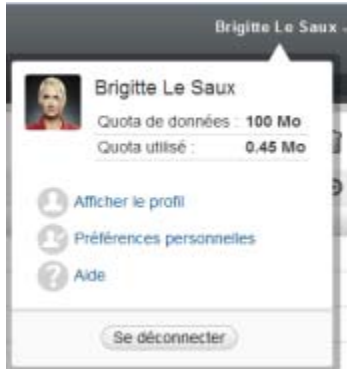 Brigitte Le Saux
Brigitte Le Saux
Quota de données : 100 Mo
Quota utilisé : 0.45 Mo
Afficher le profil
Préférences personnelles
Aide
Se déconnecter